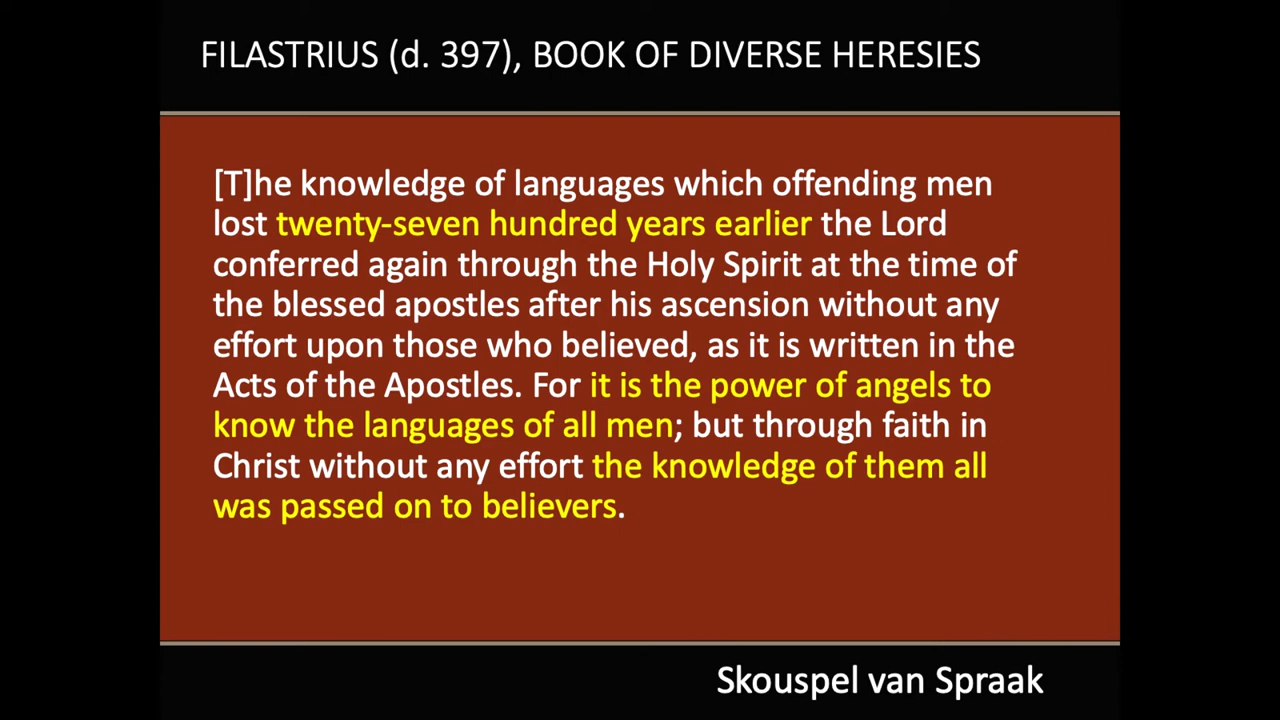 FILASTRIUS (d. 397), BOOK OF DIVERSE HERESIES
[T]he knowledge of languages which offending men
lost twenty-seven hundred years earlier the Lord
conferred again through the Holy Spirit at the time of
the blessed apostles after his ascension without any
effort upon those who believed, as it is written in the
Acts of the Apostles. For it is the power of angels to
know the languages of all men; but through faith in
Christ without any effort the knowledge of them all
was passed on to believers.
Skouspel van Spraak